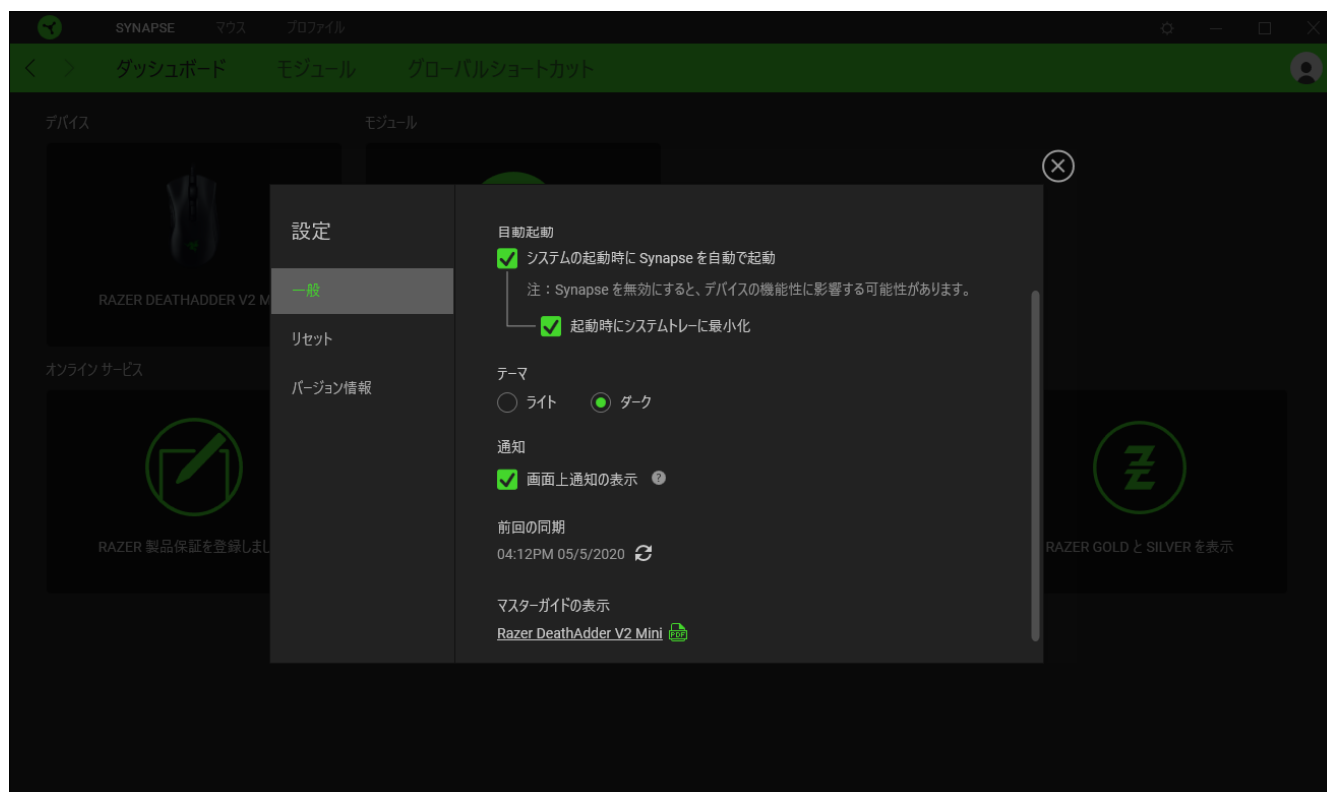 SYNAPSE マウス プロファイル
ダッシュボード モジュール グローバルショートカット
デバイス モジュール
RAZER DEATHADDER V2 M
オンライン サービス
RAZER 製品保証を登録しまし
RAZER GOLD と SILVER を表示
設定
一般
リセット
バージョン情報
自動起動
システムの起動時に Synapse を自動で起動
注：Synapse を無効にすると、デバイスの機能性に影響する可能性があります。
起動時にシステムトレーに最小化
テーマ
ライト ダーク
通知
画面上通知の表示 ?
前回の同期
04:12PM 05/5/2020
マスターガイドの表示
Razer DeathAdder V2 Mini PDF